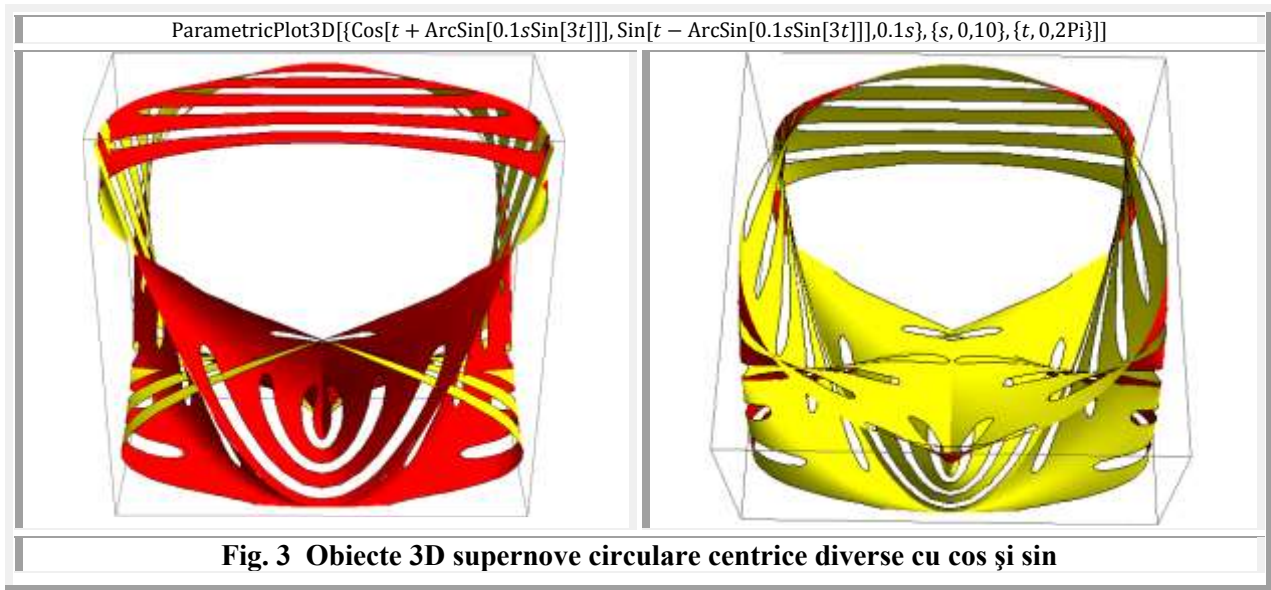 ParametricPlot3D[{Cos[t + ArcSin[0.1sSin[3t]]], Sin[t − ArcSin[0.1sSin[3t]]],0.1s}, {s, 0,10}, {t, 0,2Pi}]]
Fig. 3 Obiecte 3D supernove circulare centrice diverse cu cos şi sin